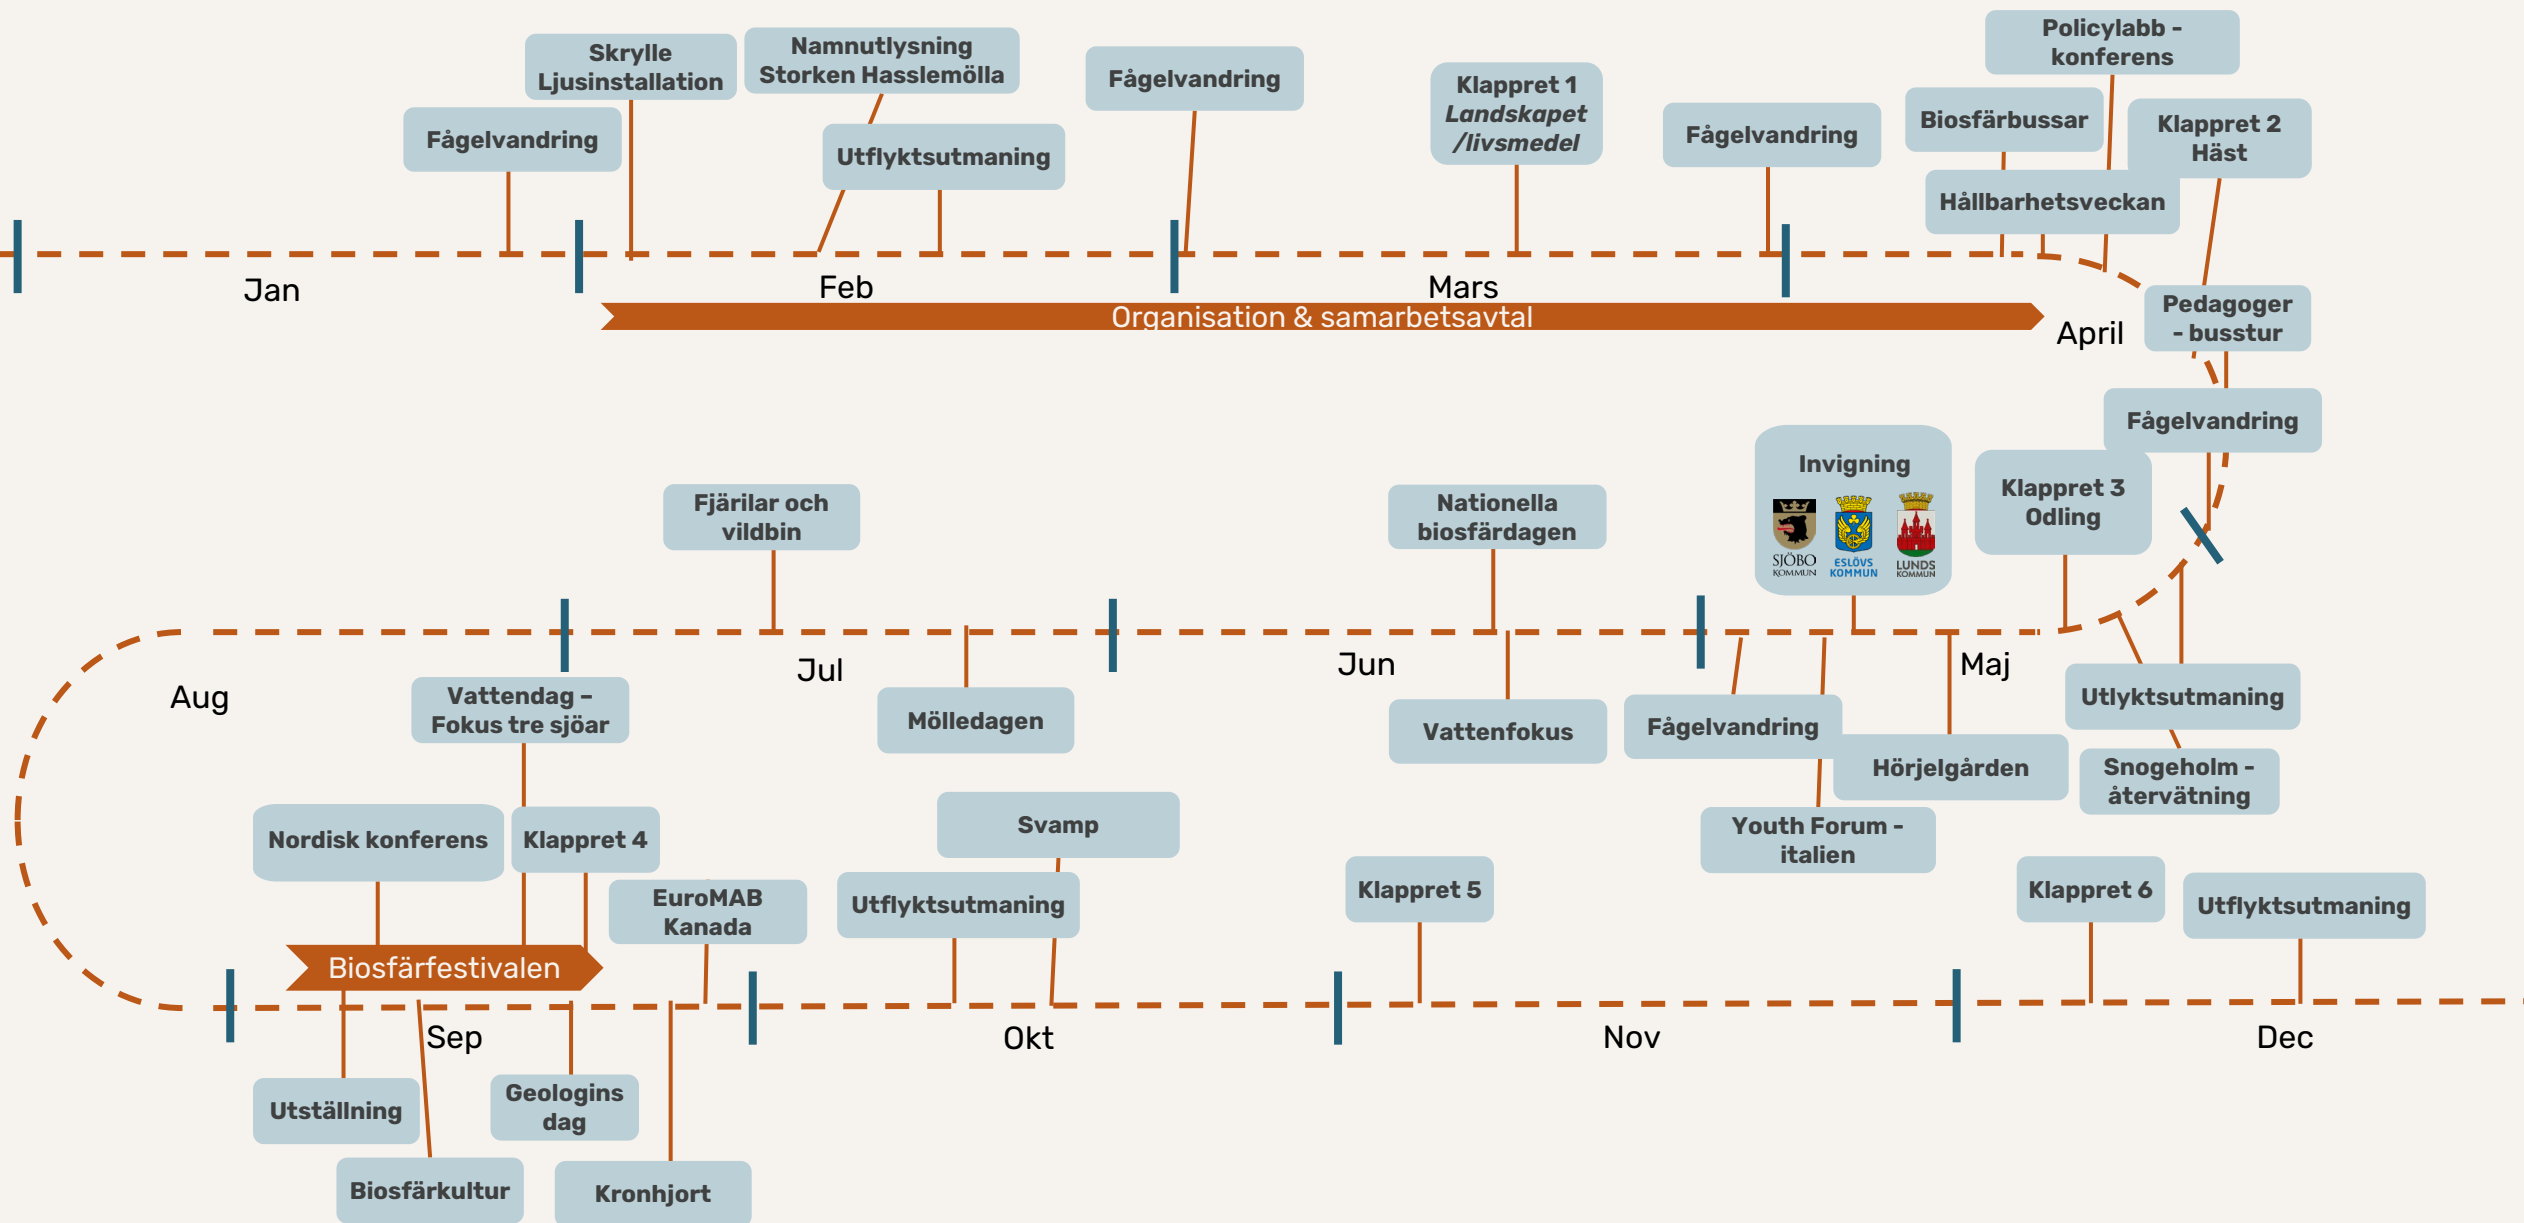 Skrylle
Ljusinstallation
Namnutlysning
Storken Hasslemölla
Fågelvandring
Utflyktsutmaning
Fågelvandring
Klappret 1
Landskapet
/livsmedel
Fågelvandring
Policylabb -
konferens
Biosfärbussar
Klappret 2
Häst
Hållbarhetsveckan
Jan
Feb
Mars
Organisation & samarbetsavtal
April
Pedagoger
- busstur
Fågelvandring
Invigning
SJÖBO
KOMMUN
ESLÖVS
KOMMUN
LUNDS
KOMMUN
Klappret 3
Odling
Nationella
biosfärdagen
Fjärilar och
vildbin
Aug
Jul
Jun
Maj
Vattendag –
Fokus tre sjöar
Mölledagen
Vattenfokus
Fågelvandring
Hörjelgården
Utlyktsutmaning
Snogeholm -
återvätning
Youth Forum -
italien
Nordisk konferens
Klappret 4
EuroMAB
Kanada
Svamp
Utflyktsutmaning
Klappret 5
Klappret 6
Utflyktsutmaning
Biosfärfestivalen
Sep
Okt
Nov
Dec
Utställning
Geologins
dag
Biosfärkultur
Kronhjort